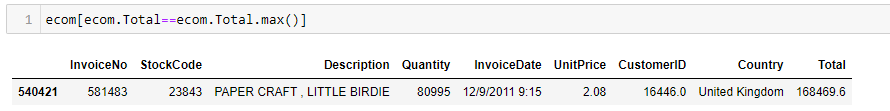 1 ecom[ecom.Total==ecom.Total.max()]
InvoiceNo StockCode Description Quantity InvoiceDate UnitPrice CustomerID Country Total
540421 581483 23843 PAPER CRAFT , LITTLE BIRDIE 80995 12/9/2011 9:15 2.08 16446.0 United Kingdom 168469.6